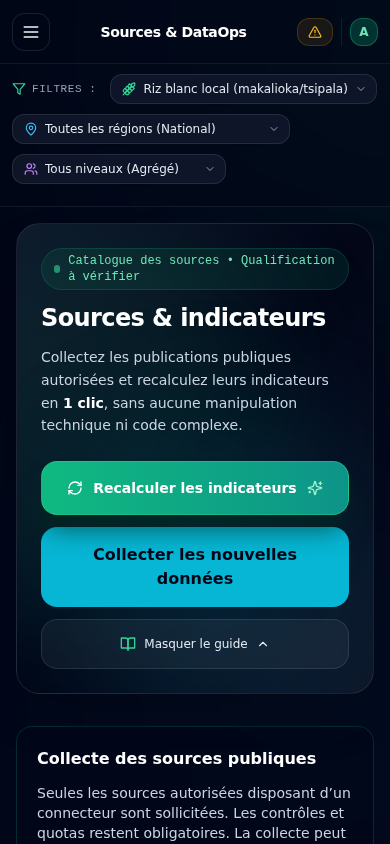 Sources & DataOps
A
FILTRES :
Riz blanc local (makalioka/tsipala)
Toutes les régions (National)
Tous niveaux (Agrégé)
Catalogue des sources • Qualification
à vérifier
Sources & indicateurs
Collectez les publications publiques
autorisées et recalculez leurs indicateurs
en 1 clic, sans aucune manipulation
technique ni code complexe.
Recalculer les indicateurs
Collecter les nouvelles
données
Masquer le guide
Collecte des sources publiques
Seules les sources autorisées disposant d’un
connecteur sont sollicitées. Les contrôles et
quotas restent obligatoires. La collecte peut